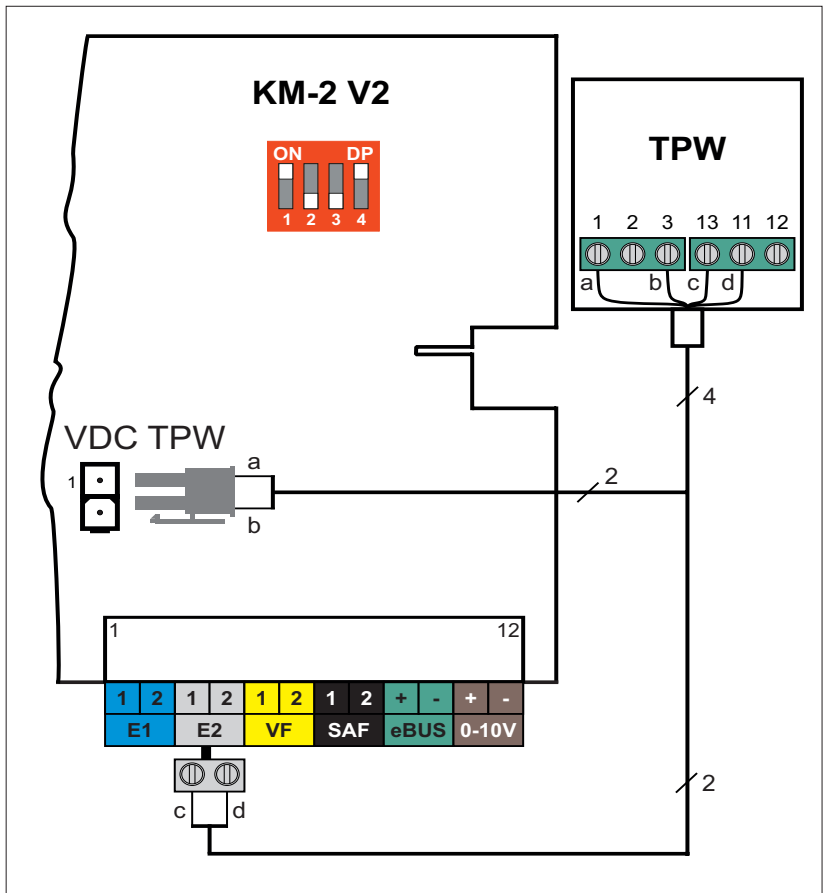 KM-2 V2
ON DP
1 2 3 4
TPW
1 2 3 13 11 12
a b c d
4
VDC TPW
1
a
b
2
1 12
1 2 1 2 1 2 1 2 + - + -
E1 E2 VF SAF eBUS 0-10V
c d
2